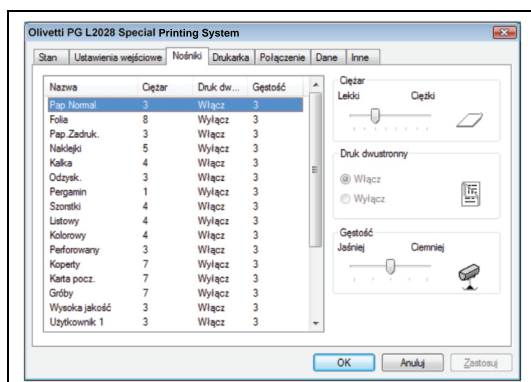 Olivetti PG L2028 Special Printing System
Stan Ustawienia wejściowe Nośniki Drukarka Połączenie Dane Inne
Nazwa Ciężar Druk dw... Gęstość
Pap.Normal. 3 Włącz 3
Folia 8 Wyłącz 3
Pap.Zadruk. 3 Włącz 3
Naklejki 5 Wyłącz 3
Kalka 4 Włącz 3
Odzysk. 3 Włącz 3
Pergamin 1 Wyłącz 3
Szorstki 4 Włącz 3
Listowy 4 Włącz 3
Kolorowy 4 Włącz 3
Perforowany 3 Włącz 3
Koperty 7 Wyłącz 3
Karta pocz. 7 Wyłącz 3
Gróby 7 Wyłącz 3
Wysoka jakość 3 Włącz 3
Użytkownik 1 3 Włącz 3
Ciężar
Lekki Ciężki
Druk dwustronny
Włącz
Wyłącz
Gęstość
Jaśniej Ciemniej
OK Anuluj Zastosuj